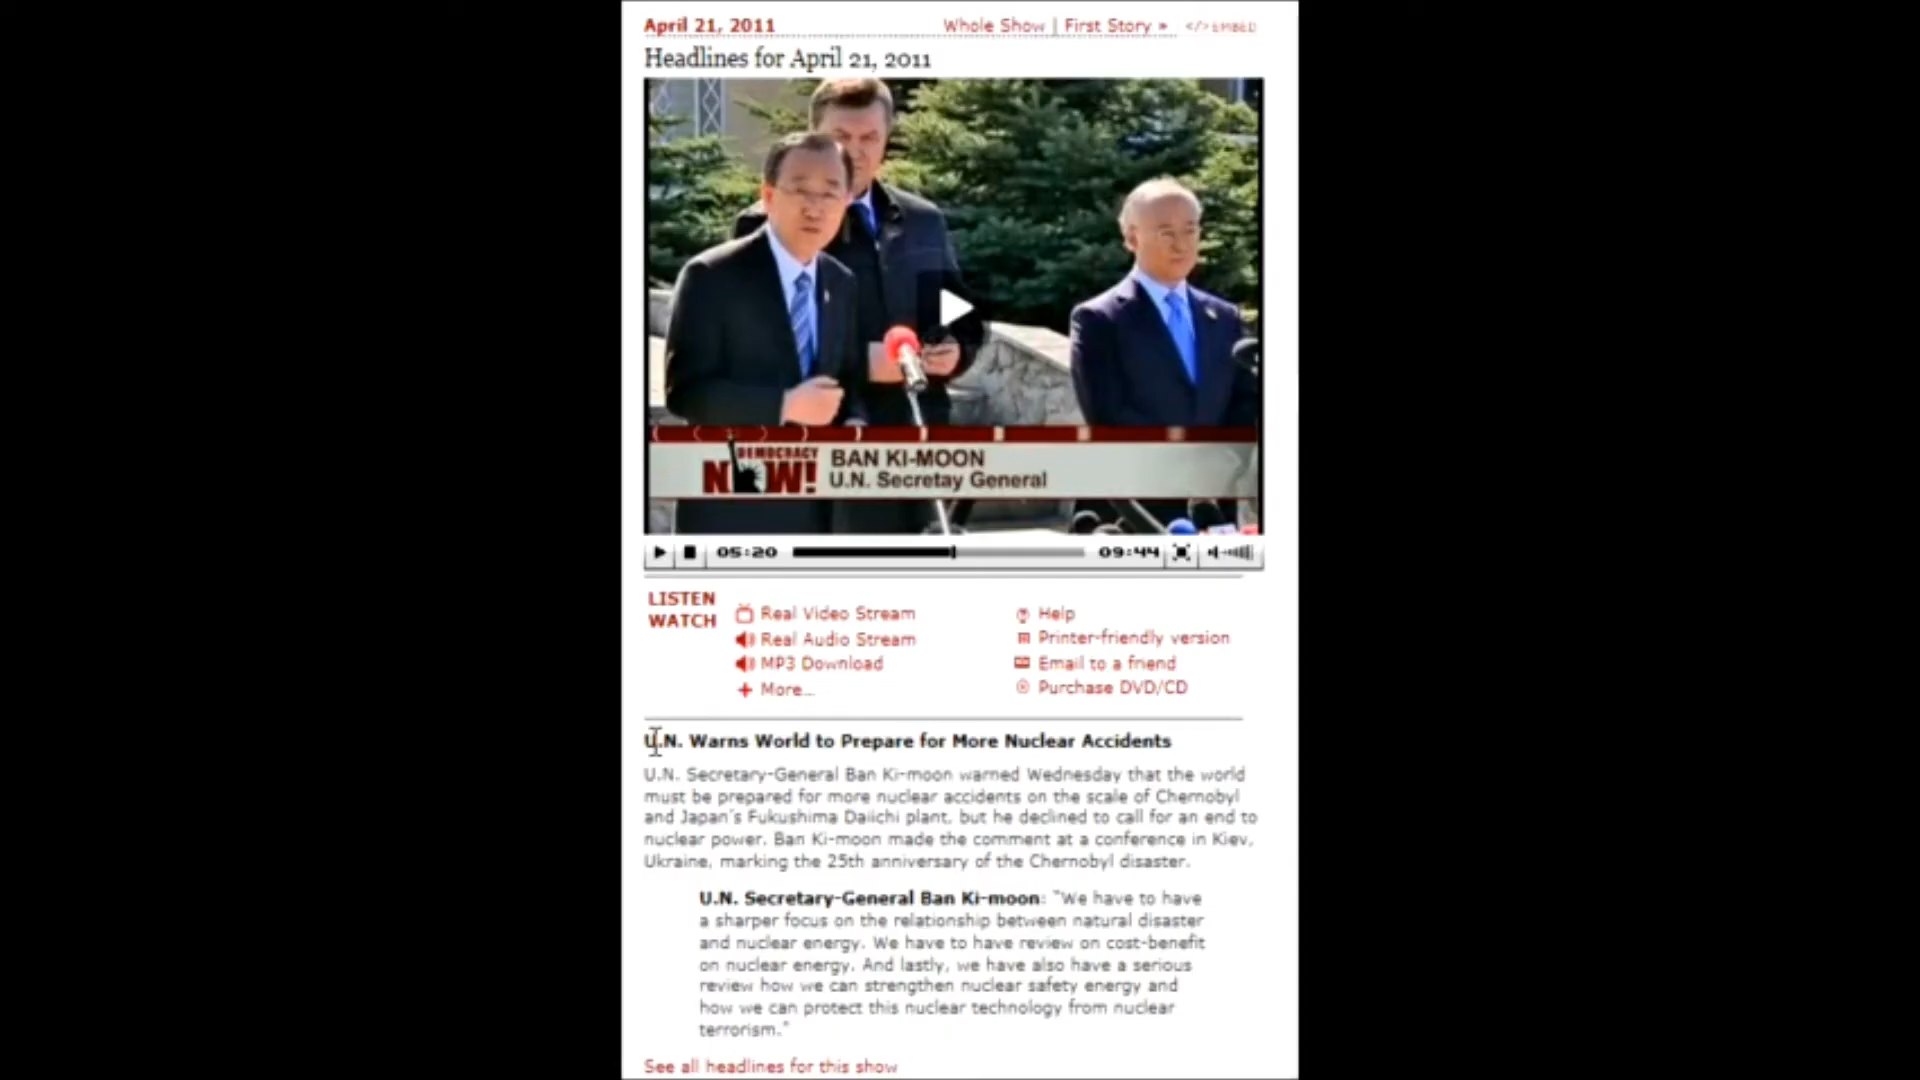 April 21, 2011 Whole Show | First Story » </> EMBED
Headlines for April 21, 2011
DEMOCRACY NOW!
BAN KI-MOON
U.N. Secretay General
05:20 09:44
LISTEN
WATCH
Real Video Stream Help
Real Audio Stream Printer-friendly version
MP3 Download Email to a friend
More... Purchase DVD/CD
U.N. Warns World to Prepare for More Nuclear Accidents
U.N. Secretary-General Ban Ki-moon warned Wednesday that the world
must be prepared for more nuclear accidents on the scale of Chernobyl
and Japan's Fukushima Daiichi plant, but he declined to call for an end to
nuclear power. Ban Ki-moon made the comment at a conference in Kiev,
Ukraine, marking the 25th anniversary of the Chernobyl disaster.
U.N. Secretary-General Ban Ki-moon: "We have to have
a sharper focus on the relationship between natural disaster
and nuclear energy. We have to have review on cost-benefit
on nuclear energy. And lastly, we have also have a serious
review how we can strengthen nuclear safety energy and
how we can protect this nuclear technology from nuclear
terrorism."
See all headlines for this show